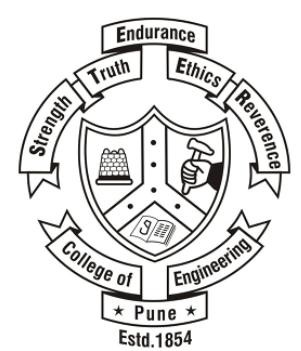 Endurance
Truth Ethics
Strength Reverence
College of Engineering
★ Pune ★
Estd.1854